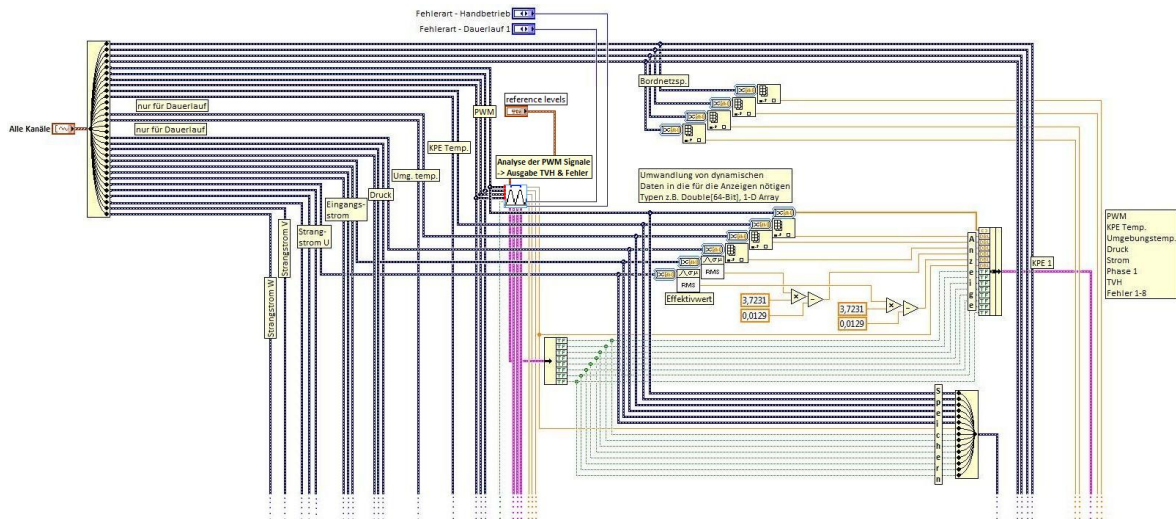 Fehlerart - Handbetrieb
Fehlerart - Dauerlauf 1
Alle Kanäle
nur für Dauerlauf
nur für Dauerlauf
PWM
KPE Temp.
Umg. temp.
Druck
Eingangs-
strom
Strang-
strom U
Strangstrom V
Strangstrom W
reference levels
Analyse der PWM Signale
-> Ausgabe TVH & Fehler
Bordnetzsp.
Umwandlung von dynamischen
Daten in die für die Anzeigen nötigen
Typen z.B. Double[64-Bit], 1-D Array
RMS
RMS
Effektivwert
3,7231
0,0129
3,7231
0,0129
Anzeige
KPE 1
PWM
KPE Temp.
Umgebungstemp.
Druck
Strom
Phase 1
TVH
Fehler 1-8
Speichern